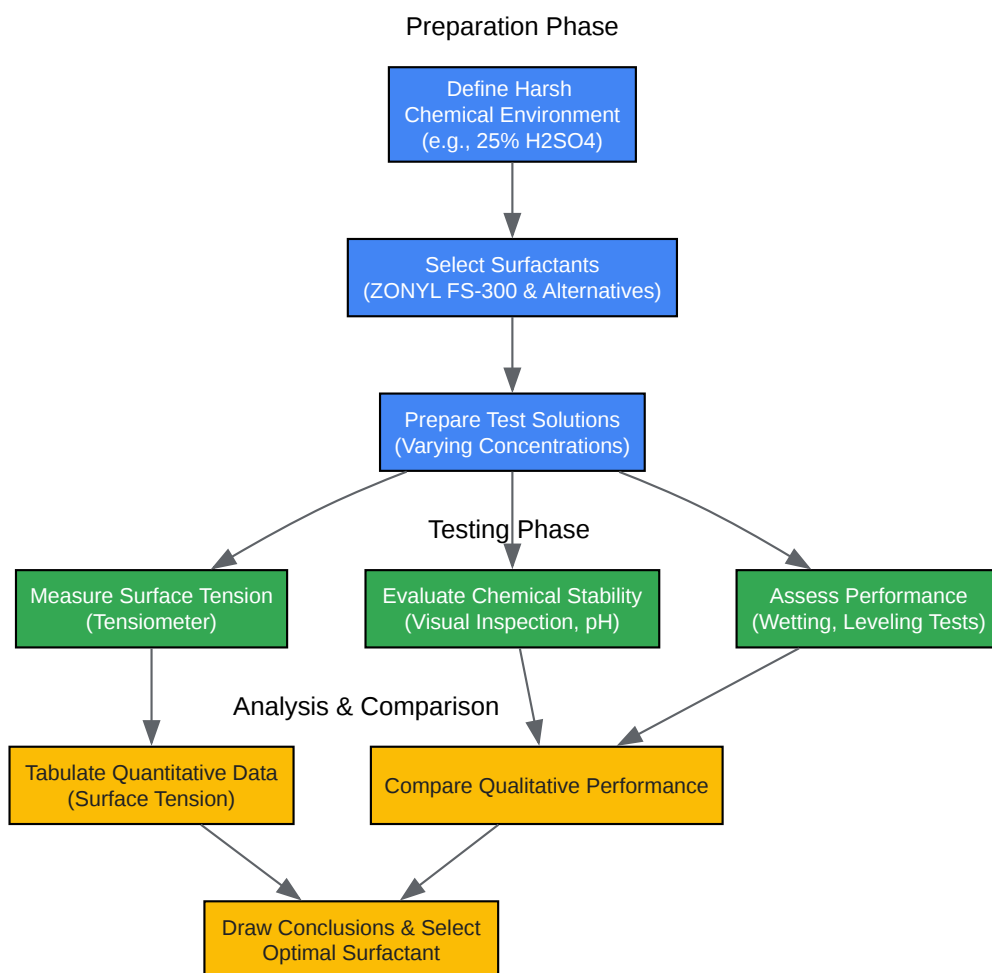 Preparation Phase
Define Harsh
Chemical Environment
(e.g., 25% H2SO4)
Select Surfactants
(ZONYL FS-300 & Alternatives)
Prepare Test Solutions
(Varying Concentrations)
Testing Phase
Measure Surface Tension
(Tensiometer)
Evaluate Chemical Stability
(Visual Inspection, pH)
Assess Performance
(Wetting, Leveling Tests)
Analysis & Comparison
Tabulate Quantitative Data
(Surface Tension)
Compare Qualitative Performance
Draw Conclusions & Select
Optimal Surfactant